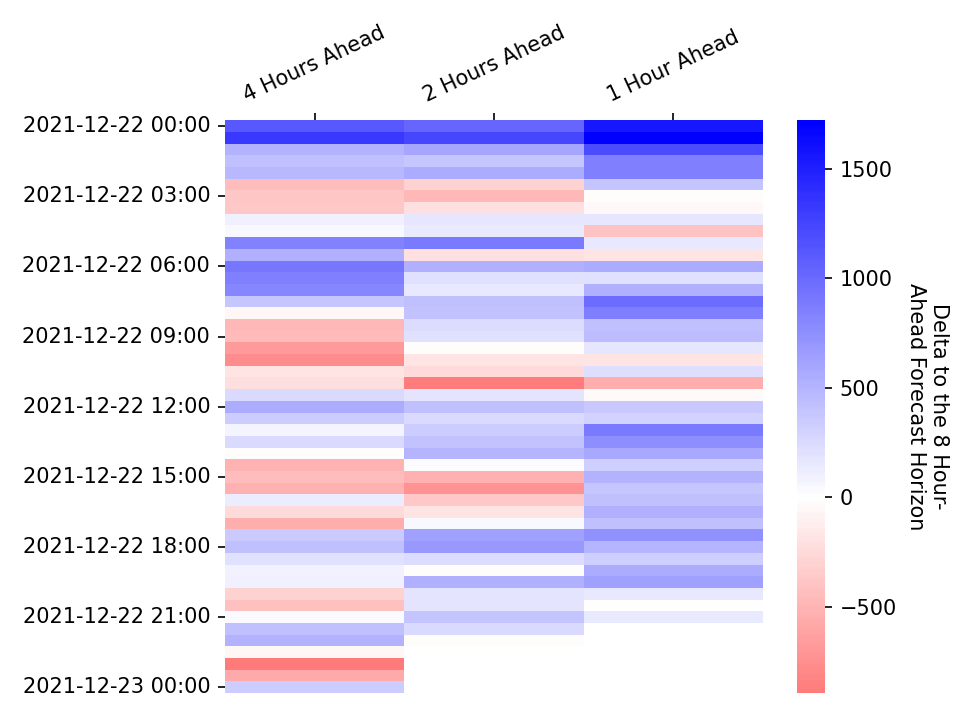 4 Hours Ahead
2 Hours Ahead
1 Hour Ahead
2021-12-22 00:00
2021-12-22 03:00
2021-12-22 06:00
2021-12-22 09:00
2021-12-22 12:00
2021-12-22 15:00
2021-12-22 18:00
2021-12-22 21:00
2021-12-23 00:00
1500
1000
500
0
−500
Delta to the 8 Hour-
Ahead Forecast Horizon